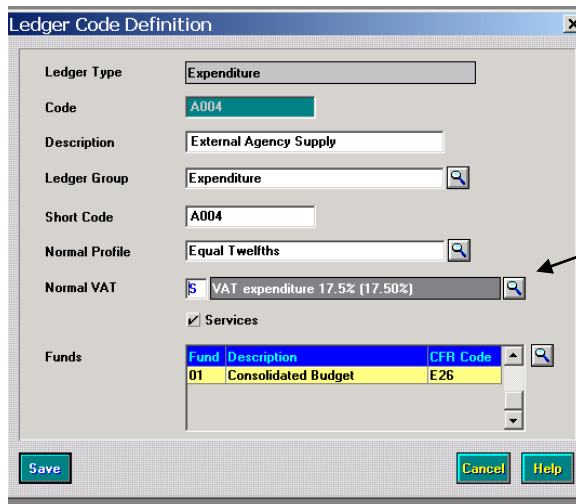 Ledger Code Definition
Ledger Type Expenditure
Code A004
Description External Agency Supply
Ledger Group Expenditure
Short Code A004
Normal Profile Equal Twelfths
Normal VAT S VAT expenditure 17.5% (17.50%)
Services
Funds Fund Description CFR Code
01 Consolidated Budget E26
Save Cancel Help